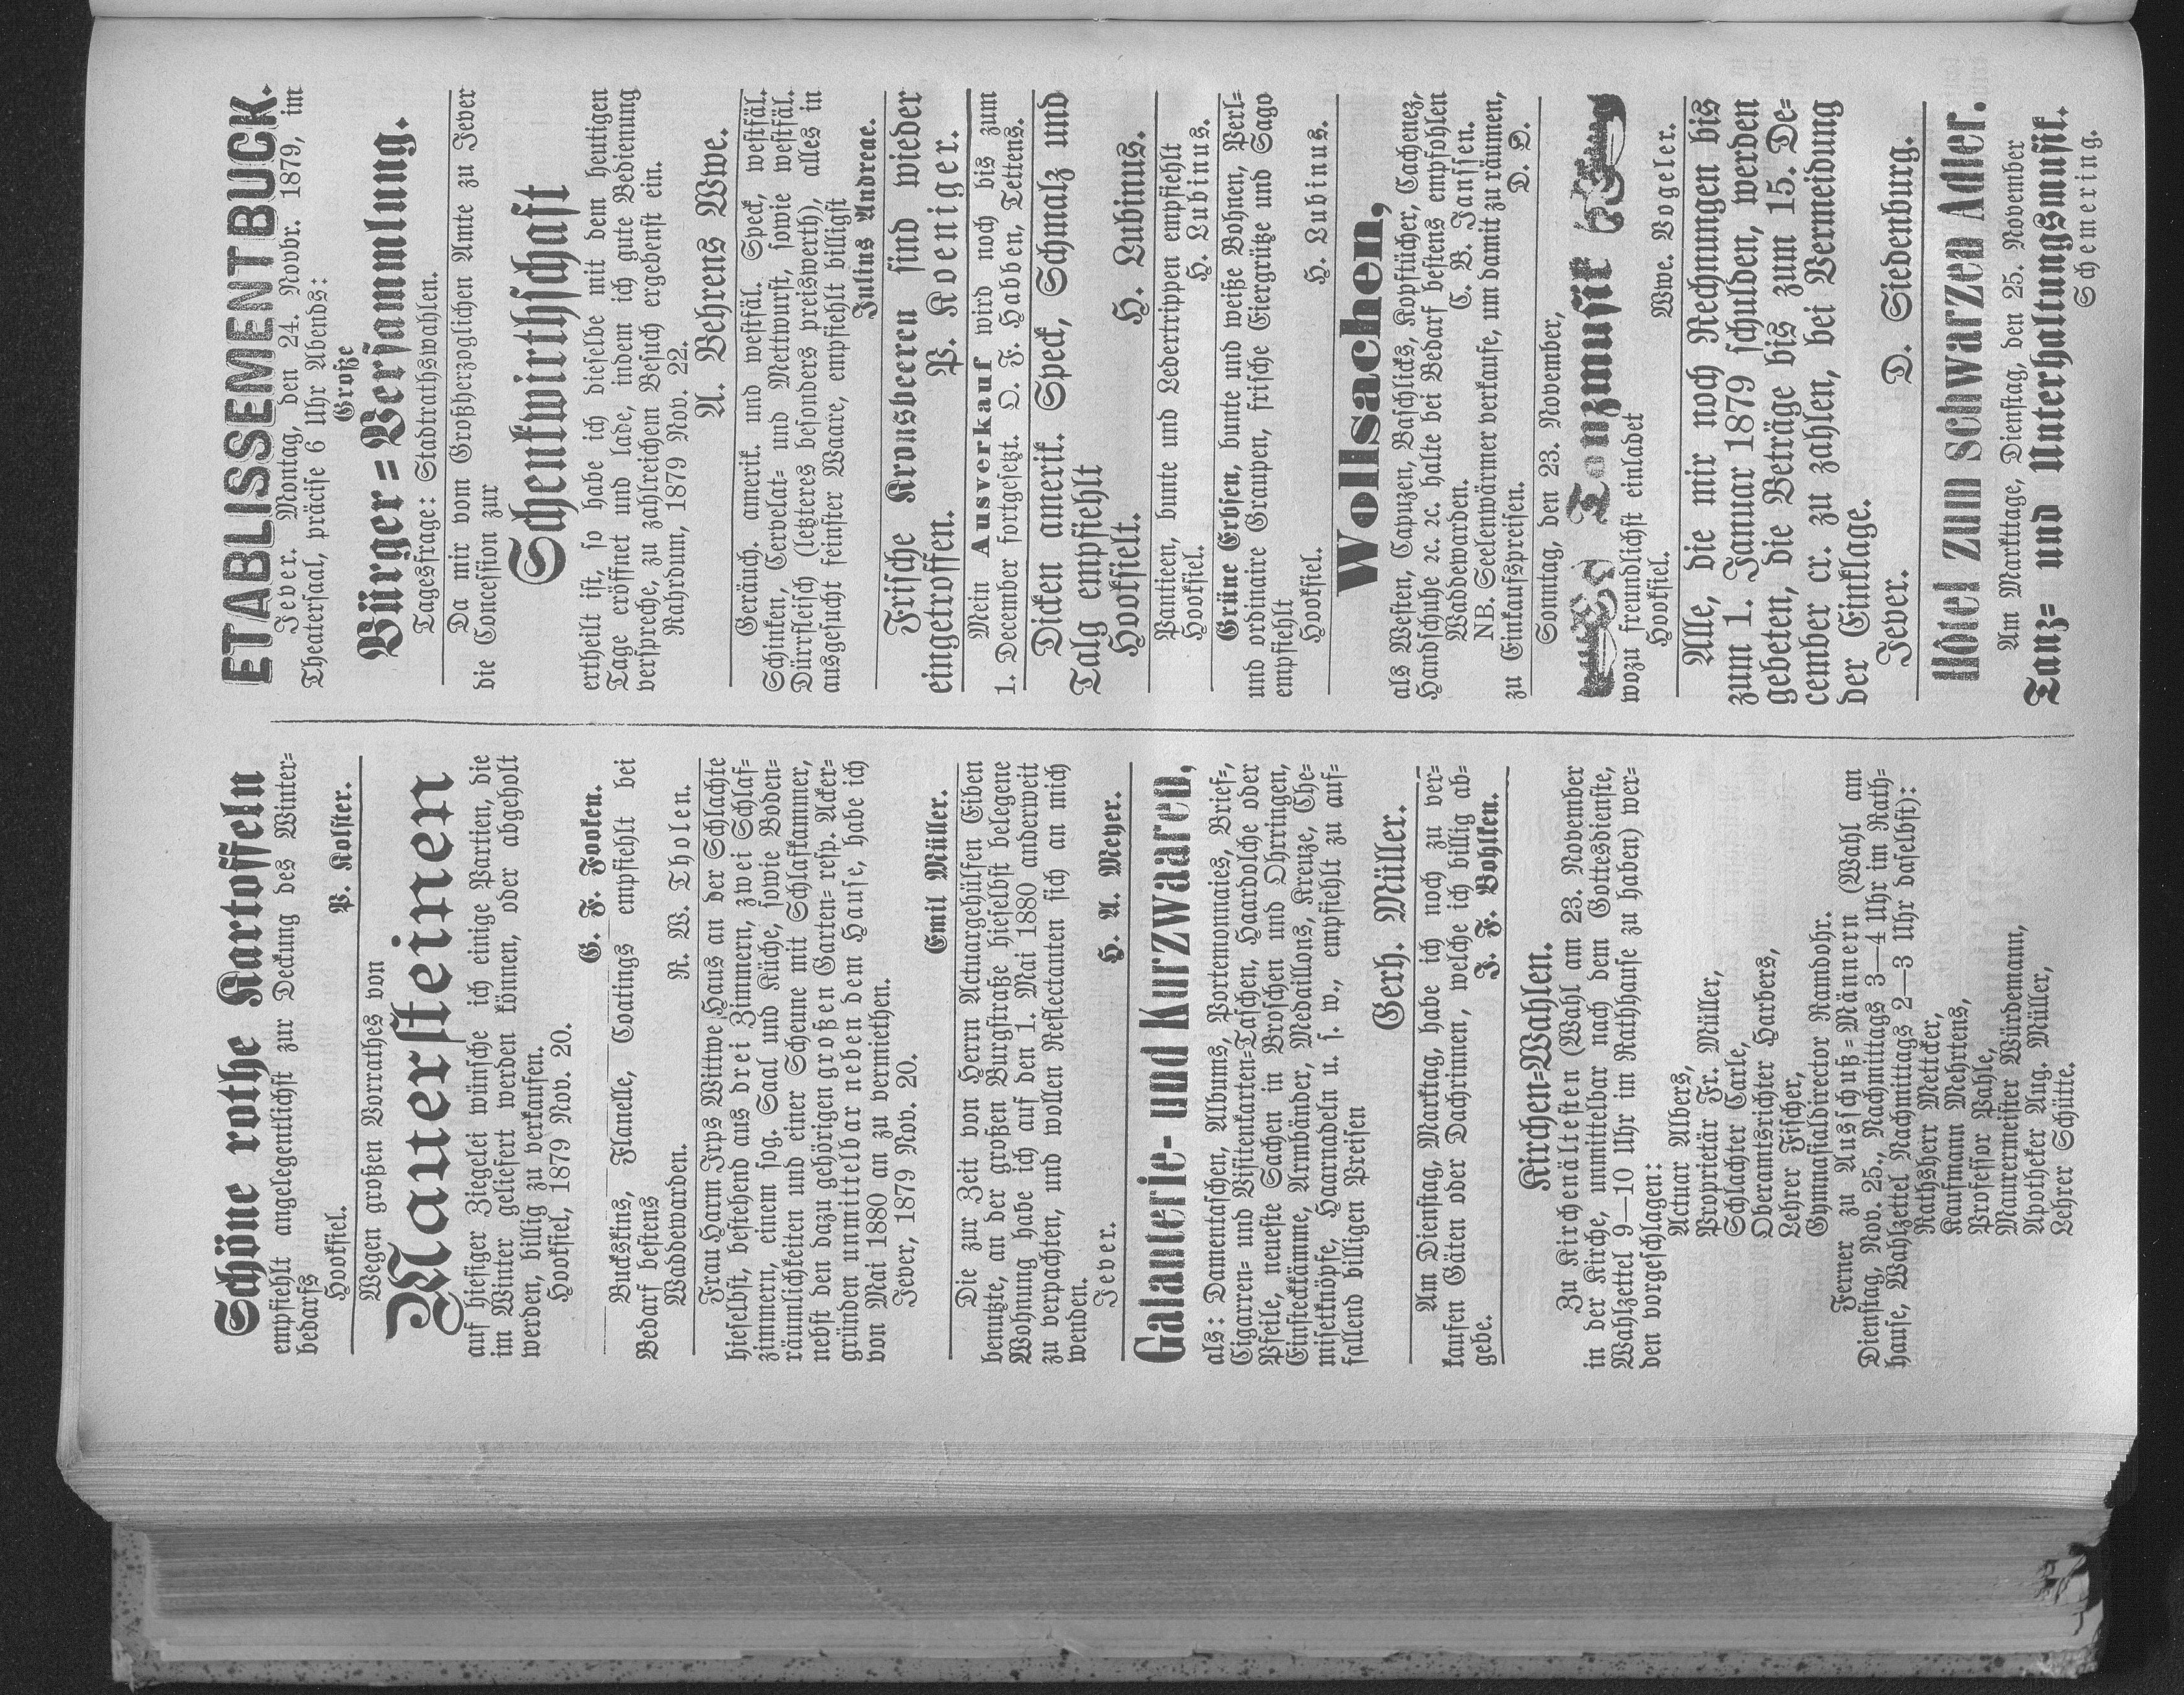 Schöne rothe Kartoffeln
empfiehlt angelegentlichst zur Deckung des Winter=
bedarfs
Hooksiel. P. Kolster.
Wegen großen Vorrathes von
Mauersteinen
auf hiesiger Ziegelei wünsche ich einige Partien, die
im Winter geliefert werden können, oder abgeholt
werden, billig zu verkaufen.
Hooksiel, 1879 Nov. 20.
G. F. Fooken.
Buckskins, Flanelle, Coatings empfiehlt bei
Bedarf bestens
Waddewarden. R. W. Tholen.
Frau Harm Irps Wittwe Haus an der Schlachte
hieselbst, bestehend aus drei Zimmern, zwei Schlaf=
zimmern, einem sog. Saal und Küche, sowie Boden=
räumlichkeiten und einer Scheune mit Schlafkammer,
nebst den dazu gehörigen großen Garten= resp. Acker=
gründen unmittelbar neben dem Hause, habe ich
von Mai 1880 an zu vermiethen.
Jever, 1879 Nov. 20.
Emil Müller.
Die zur Zeit von Herrn Actuargehülfen Eiben
benutzte, an der großen Burgstraße hieselbst belegene
Wohnung habe ich auf den 1. Mai 1880 anderweit
zu verpachten, und wollen Reflectanten sich an mich
wenden.
Jever. H. A. Meyer.
Galanterie- und Kurzwaaren,
als: Damentaschen, Albums, Portemonnaies, Brief=,
Cigarren= und Visitenkarten=Taschen, Haardolche oder
Pfeile, neueste Sachen in Broschen und Ohrringen,
Einsteckkämme, Armbänder, Medaillons, Kreuze, Che=
misetknöpfe, Haarnadeln u. s. w., empfiehlt zu auf=
fallend billigen Preisen
Gerh. Müller.
Am Dienstag, Marktag, habe ich noch zu ver=
kaufen Gäten oder Dachrinnen, welche ich billig ab=
gebe. J. F. Bohlken.
Kirchen=Wahlen.
Zu Kirchenältesten (Wahl am 23. November
in der Kirche, unmittelbar nach dem Gottesdienste,
Wahlzettel 9—10 Uhr im Rathhause zu haben) wer=
den vorgeschlagen:
Actuar Albers,
Proprietär Fr. Müller,
Schlachter Carle,
Oberamtsrichter Harbers,
Lehrer Fischer,
Gymnasialdirector Ramdohr.
Ferner zu Ausschuß=Männern (Wahl am
Dienstag, Nov. 25., Nachmittags 3—4 Uhr im Rath=
hause, Wahlzettel Nachmittags 2—3 Uhr daselbst):
Rathsherr Mettcker,
Kaufmann Mehrtens,
Professor Pahle,
Maurermeister Würdemann,
Apotheker Aug. Müller,
Lehrer Schütte.
ETABLISSEMENT BUCK.
Jever. Montag, den 24. Novbr. 1879, im
Theatersaal, präcise 6 Uhr Abends:
Große
Bürger=Versammlung.
Tagesfrage: Stadtrathswahlen.
Da mir vom Großherzoglichen Amte zu Jever
die Concession zur
Schenkwirthschaft
ertheilt ist, so habe ich dieselbe mit dem heutigen
Tage eröffnet und lade, indem ich gute Bedienung
verspreche, zu zahlreichem Besuch ergebenst ein.
Rahrdum, 1879 Nov. 22.
A. Behrens Wwe.
Geräuch. amerik. und westfäl. Speck, westfäl.
Schinken, Cervelat= und Mettwurst, sowie westfäl.
Dürrfleisch (letzteres besonders preiswerth), alles in
ausgesucht feinster Waare, empfiehlt billigst
Julius Andreae.
Frische Kronsbeern sind wieder
eingetroffen. P. Koeniger.
Mein Ausverkauf wird noch bis zum
1. December fortgesetzt. D. F. Habben, Tettens.
Dicken amerik. Speck, Schmalz und
Talg empfiehlt
Hooksielt. H. Lubinus.
Pantieen, bunte und Ledertrippen empfiehlt
Hooksiel. H. Lubinus.
Grüne Erbsen, bunte und weiße Bohnen, Perl=
und ordinaire Graupen, frische Eiergrütze und Sago
empfiehlt
Hooksiel. H. Lubinus.
Wollsachen,
als Westen, Capuzen, Baschlicks, Kopftücher, Cachenez,
Handschuhe ꝛc. ꝛc. halte bei Bedarf bestens empfohlen
Waddewarden. C. B. Janssen.
NB. Seelenwärmer verkaufe, um damit zu räumen,
zu Einkaufspreisen. D. O.
Sonntag, den 23. November,
Tanzmusik
wozu freundlichst einladet
Hooksiel. Wwe. Vogeler.
Alle, die mir noch Rechnungen bis
zum 1. Januar 1879 schulden, werden
gebeten, die Beträge bis zum 15. De=
cember cr. zu zahlen, bei Vermeidung
der Einklage.
Jever. D. Siedenburg.
Hôtel zum schwarzen Adler.
Am Markttage, Dienstag, den 25. November
Tanz= und Unterhaltungsmusik.
Schemering.